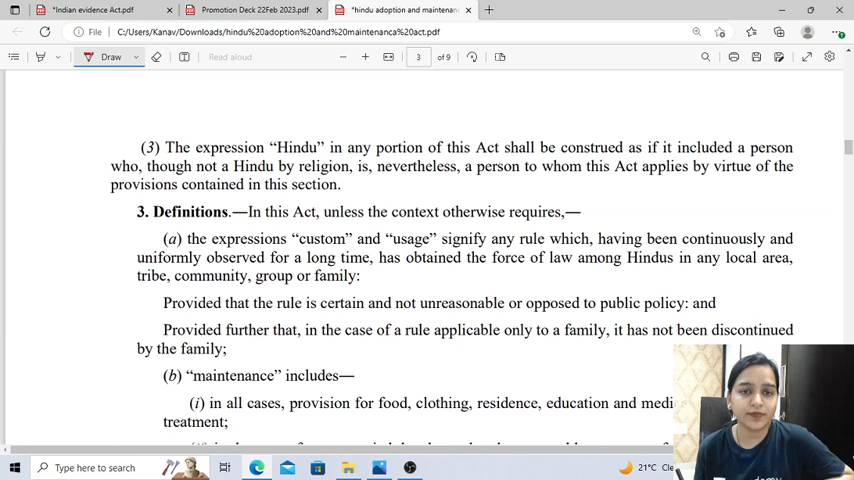 *Indian evidence Act.pdf
Promotion Deck 22Feb 2023.pdf
*hindu adoption and maintenanc
File
C:/Users/Kanav/Downloads/hindu%20adoption%20and%20maintenanca%20act.pdf
Draw
Read aloud
3
of 9
(3) The expression “Hindu” in any portion of this Act shall be construed as if it included a person
who, though not a Hindu by religion, is, nevertheless, a person to whom this Act applies by virtue of the
provisions contained in this section.
3. Definitions.—In this Act, unless the context otherwise requires,—
(a) the expressions “custom” and “usage” signify any rule which, having been continuously and
uniformly observed for a long time, has obtained the force of law among Hindus in any local area,
tribe, community, group or family:
Provided that the rule is certain and not unreasonable or opposed to public policy: and
Provided further that, in the case of a rule applicable only to a family, it has not been discontinued
by the family;
(b) “maintenance” includes—
(i) in all cases, provision for food, clothing, residence, education and medi
treatment;
Type here to search
21°C